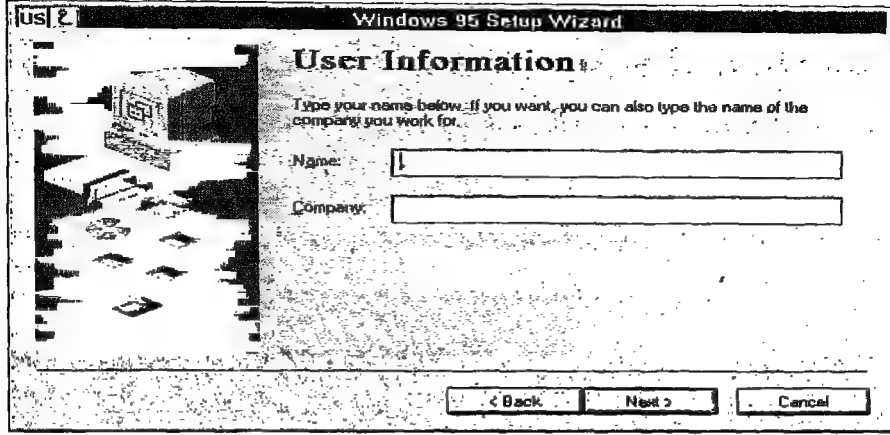 US ع
Windows 95 Setup Wizard
User Information
Type your name below. If you want, you can also type the name of the
company you work for.
Name:
Company:
< Back
Next >
Cancel